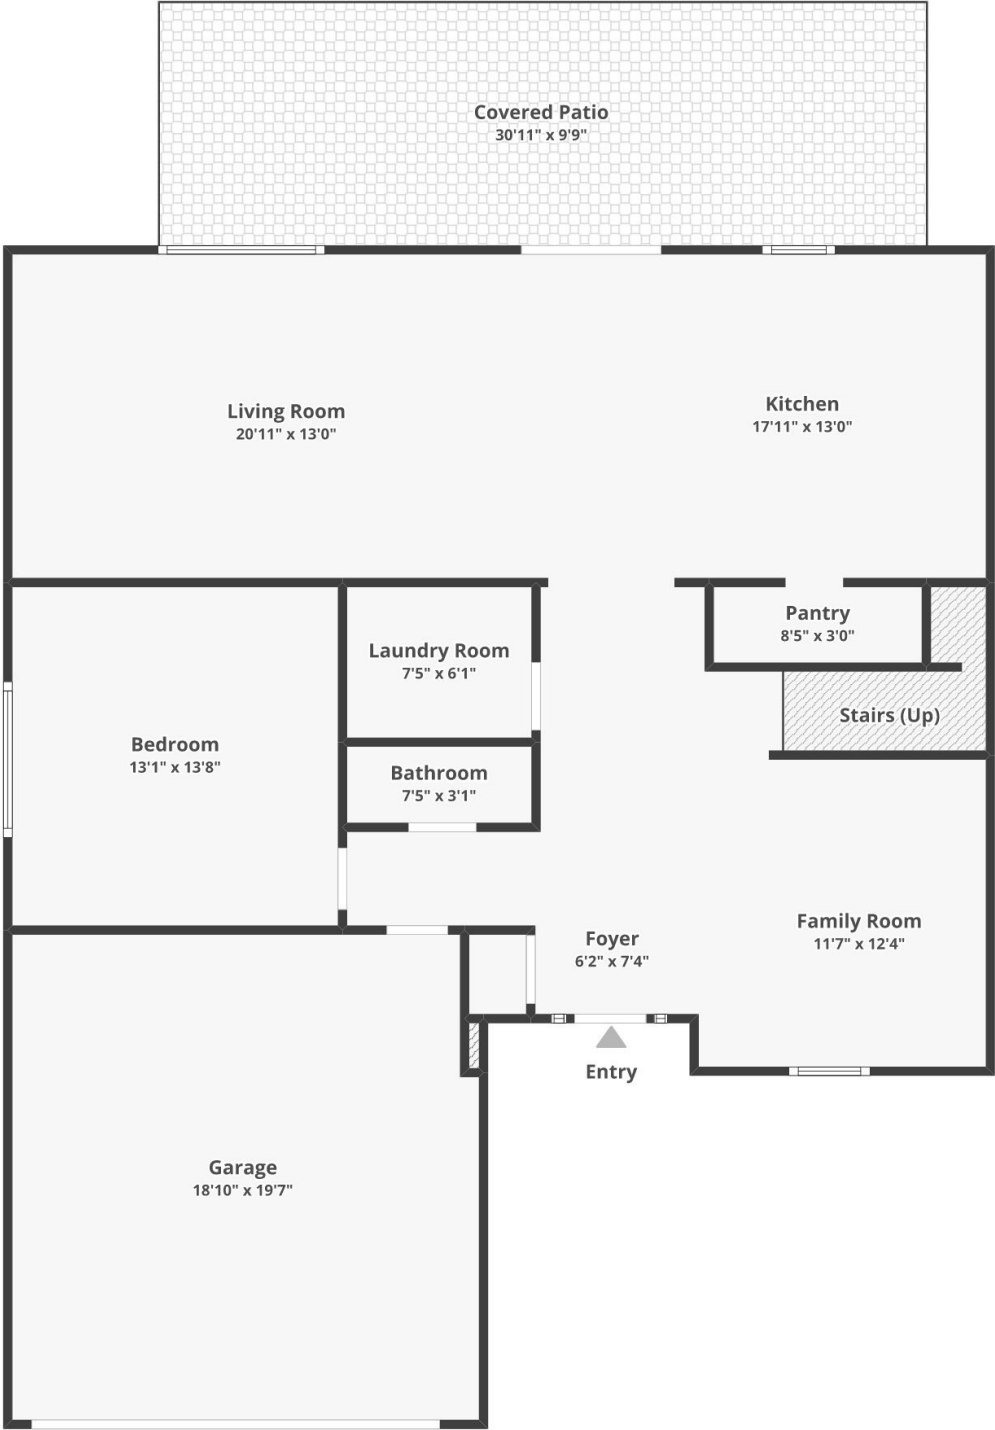 Covered Patio
30'11" x 9'9"
Living Room
20'11" x 13'0"
Kitchen
17'11" x 13'0"
Pantry
8'5" x 3'0"
Laundry Room
7'5" x 6'1"
Stairs (Up)
Bedroom
13'1" x 13'8"
Bathroom
7'5" x 3'1"
Family Room
11'7" x 12'4"
Foyer
6'2" x 7'4"
Entry
Garage
18'10" x 19'7"